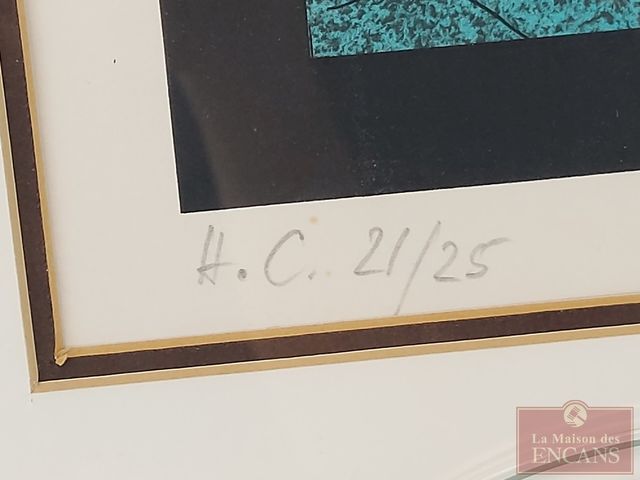 H.C. 21/25
La Maison des
ENCANS